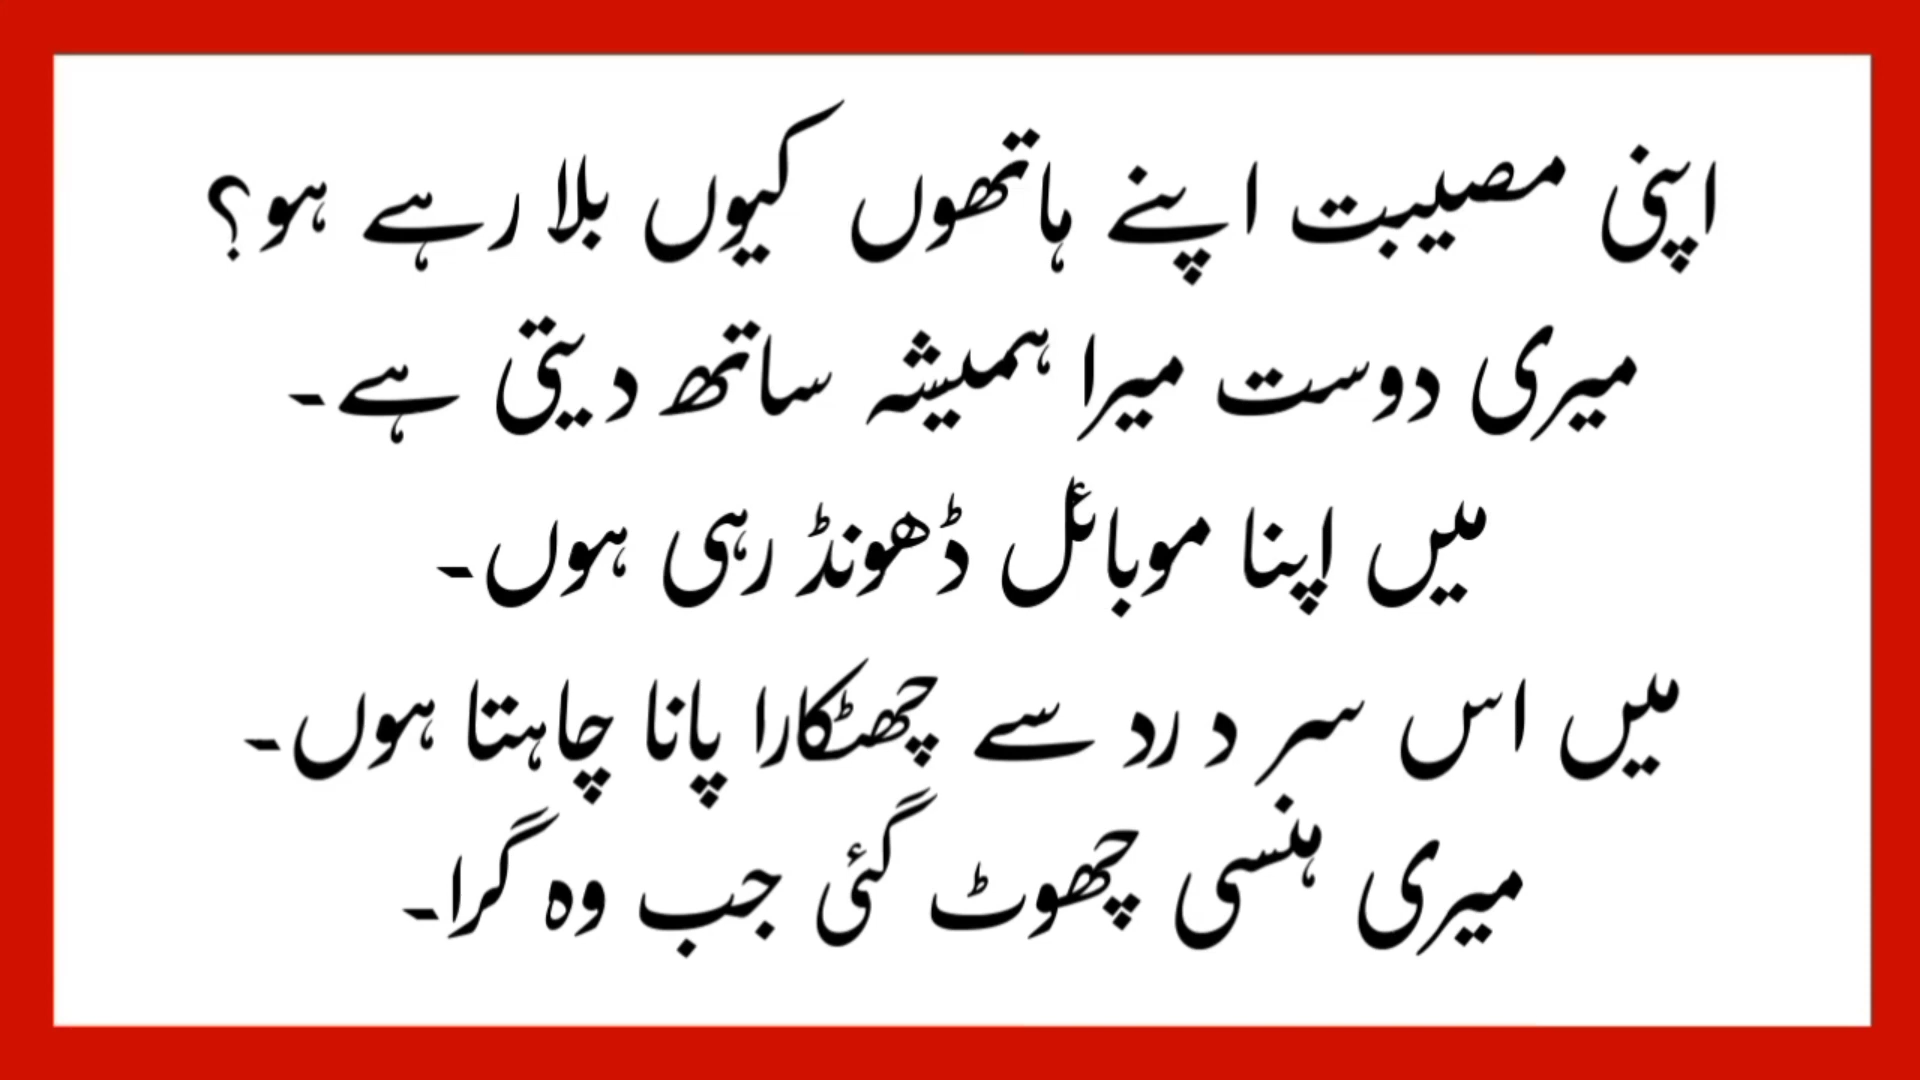 اپنی مصیبت اپنے ہاتھوں کیوں بلا رہے ہو؟
میری دوست میرا ہمیشہ ساتھ دیتی ہے۔
میں اپنا موبائل ڈھونڈ رہی ہوں۔
میں اس سر درد سے چھٹکارا پانا چاہتا ہوں۔
میری ہنسی چھوٹ گئی جب وہ گرا۔